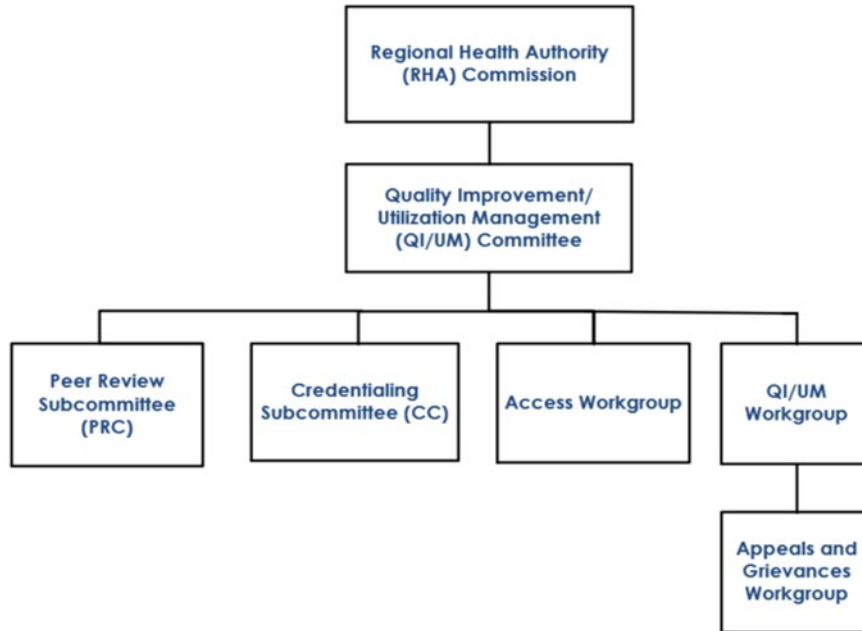 Regional Health Authority
(RHA) Commission
Quality Improvement/
Utilization Management
(QI/UM) Committee
Peer Review
Subcommittee
(PRC)
Credentialing
Subcommittee (CC)
Access Workgroup
QI/UM
Workgroup
Appeals and
Grievances
Workgroup